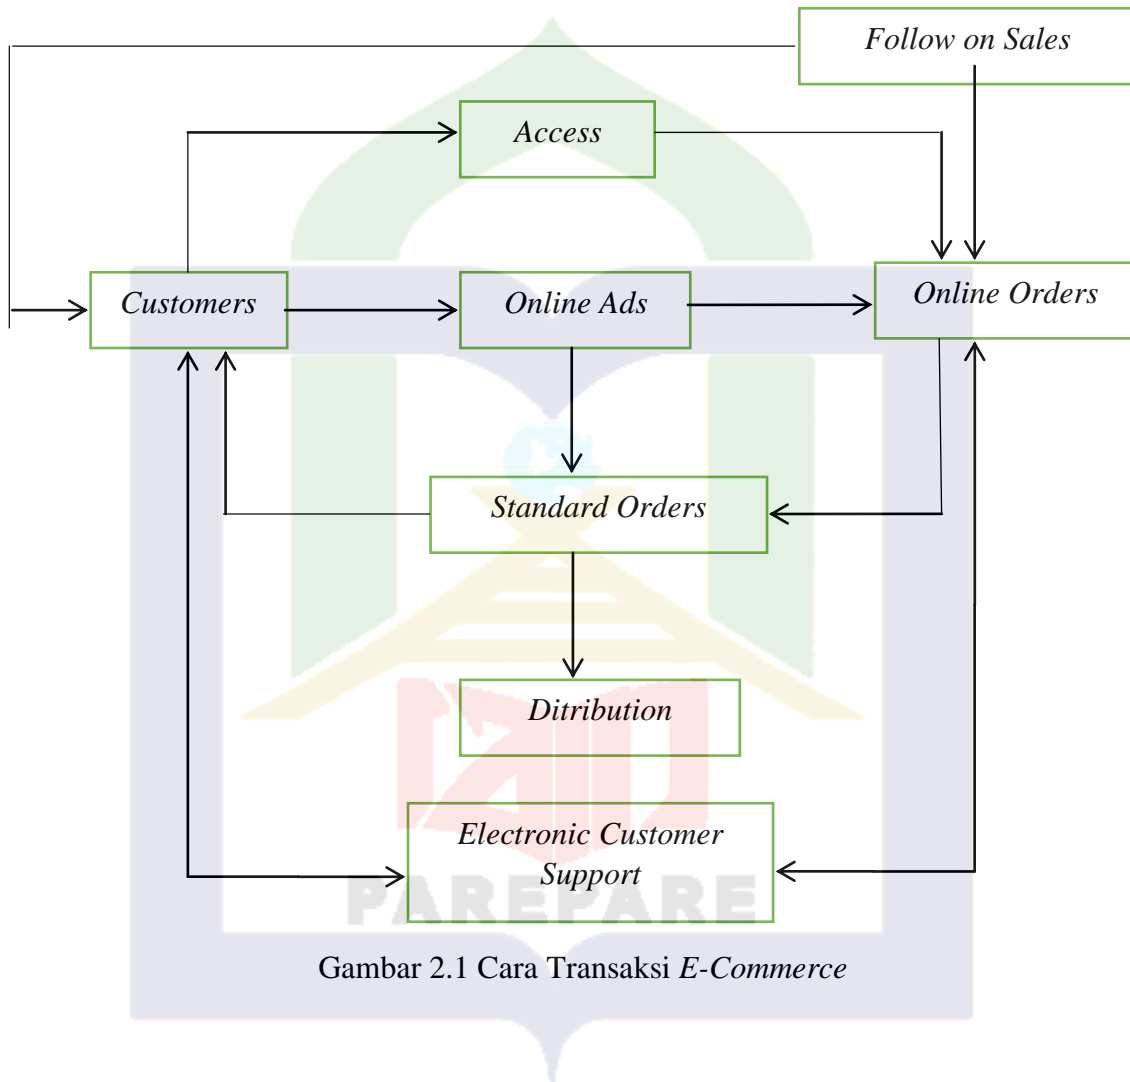 Follow on Sales
Access
Customers
Online Ads
Online Orders
Standard Orders
Ditribution
Electronic Customer
Support
PAREPARE
Gambar 2.1 Cara Transaksi E-Commerce